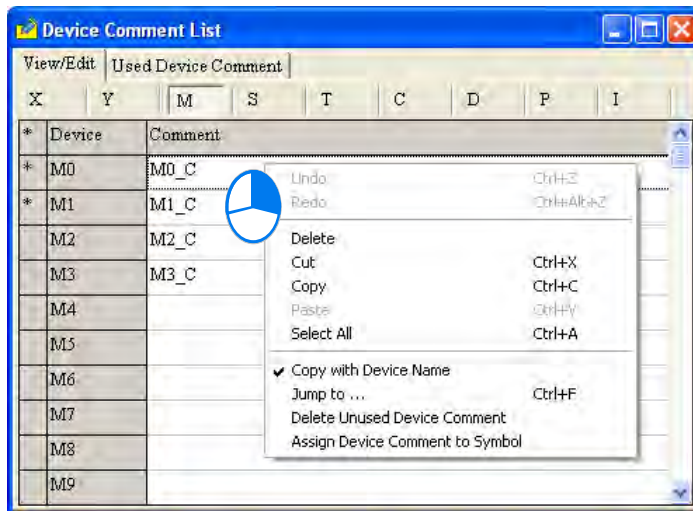 Device Comment List
View/Edit Used Device Comment
X Y M S T C D P I
* Device Comment
* M0 M0_C
Undo Ctrl+Z
* M1 M1_C
Redo Ctrl+Alt+Z
M2 M2_C
Delete
M3 M3_C
Cut Ctrl+X
Copy Ctrl+C
M4
Paste Ctrl+V
M5
Select All Ctrl+A
M6
✓ Copy with Device Name
Jump to ... Ctrl+F
M7
Delete Unused Device Comment
M8
Assign Device Comment to Symbol
M9